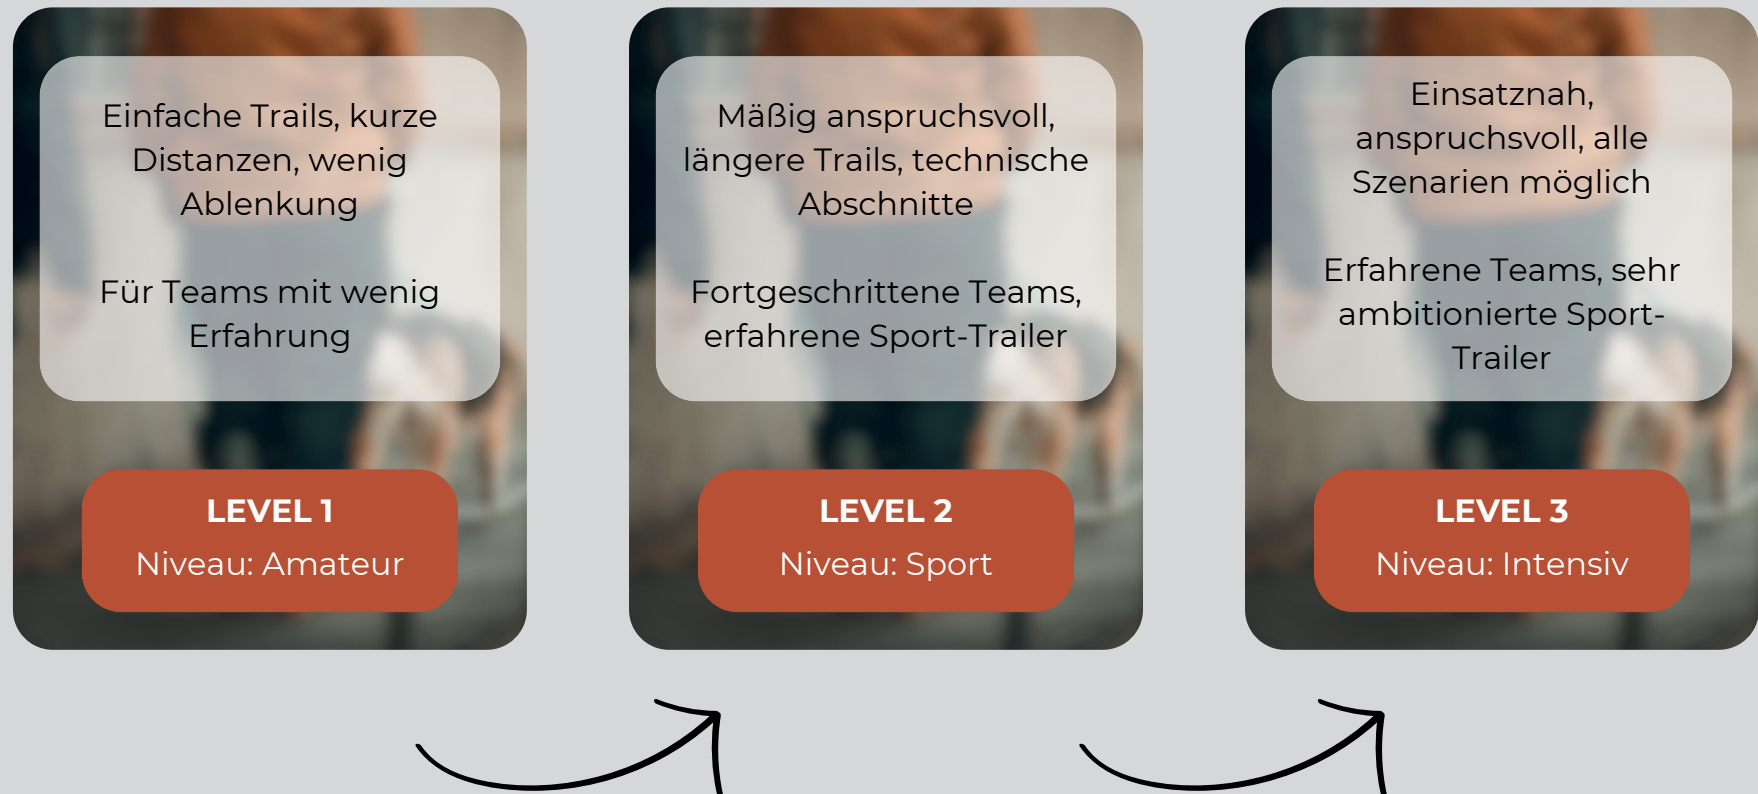 Einfache Trails, kurze
Distanzen, wenig
Ablenkung
Für Teams mit wenig
Erfahrung
LEVEL 1
Niveau: Amateur
Mäßig anspruchsvoll,
längere Trails, technische
Abschnitte
Fortgeschrittene Teams,
erfahrene Sport-Trailer
LEVEL 2
Niveau: Sport
Einsatznah,
anspruchsvoll, alle
Szenarien möglich
Erfahrene Teams, sehr
ambitionierte Sport-
Trailer
LEVEL 3
Niveau: Intensiv